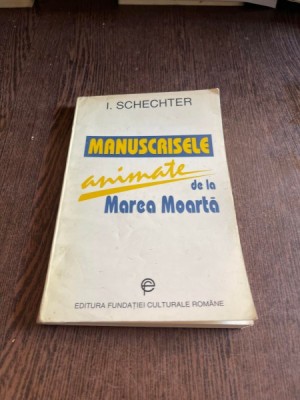 I. SCHECHTER
MANUSCRISELE
animate
de la
Marea Moartă
EDITURA FUNDAȚIEI CULTURALE ROMÂNE